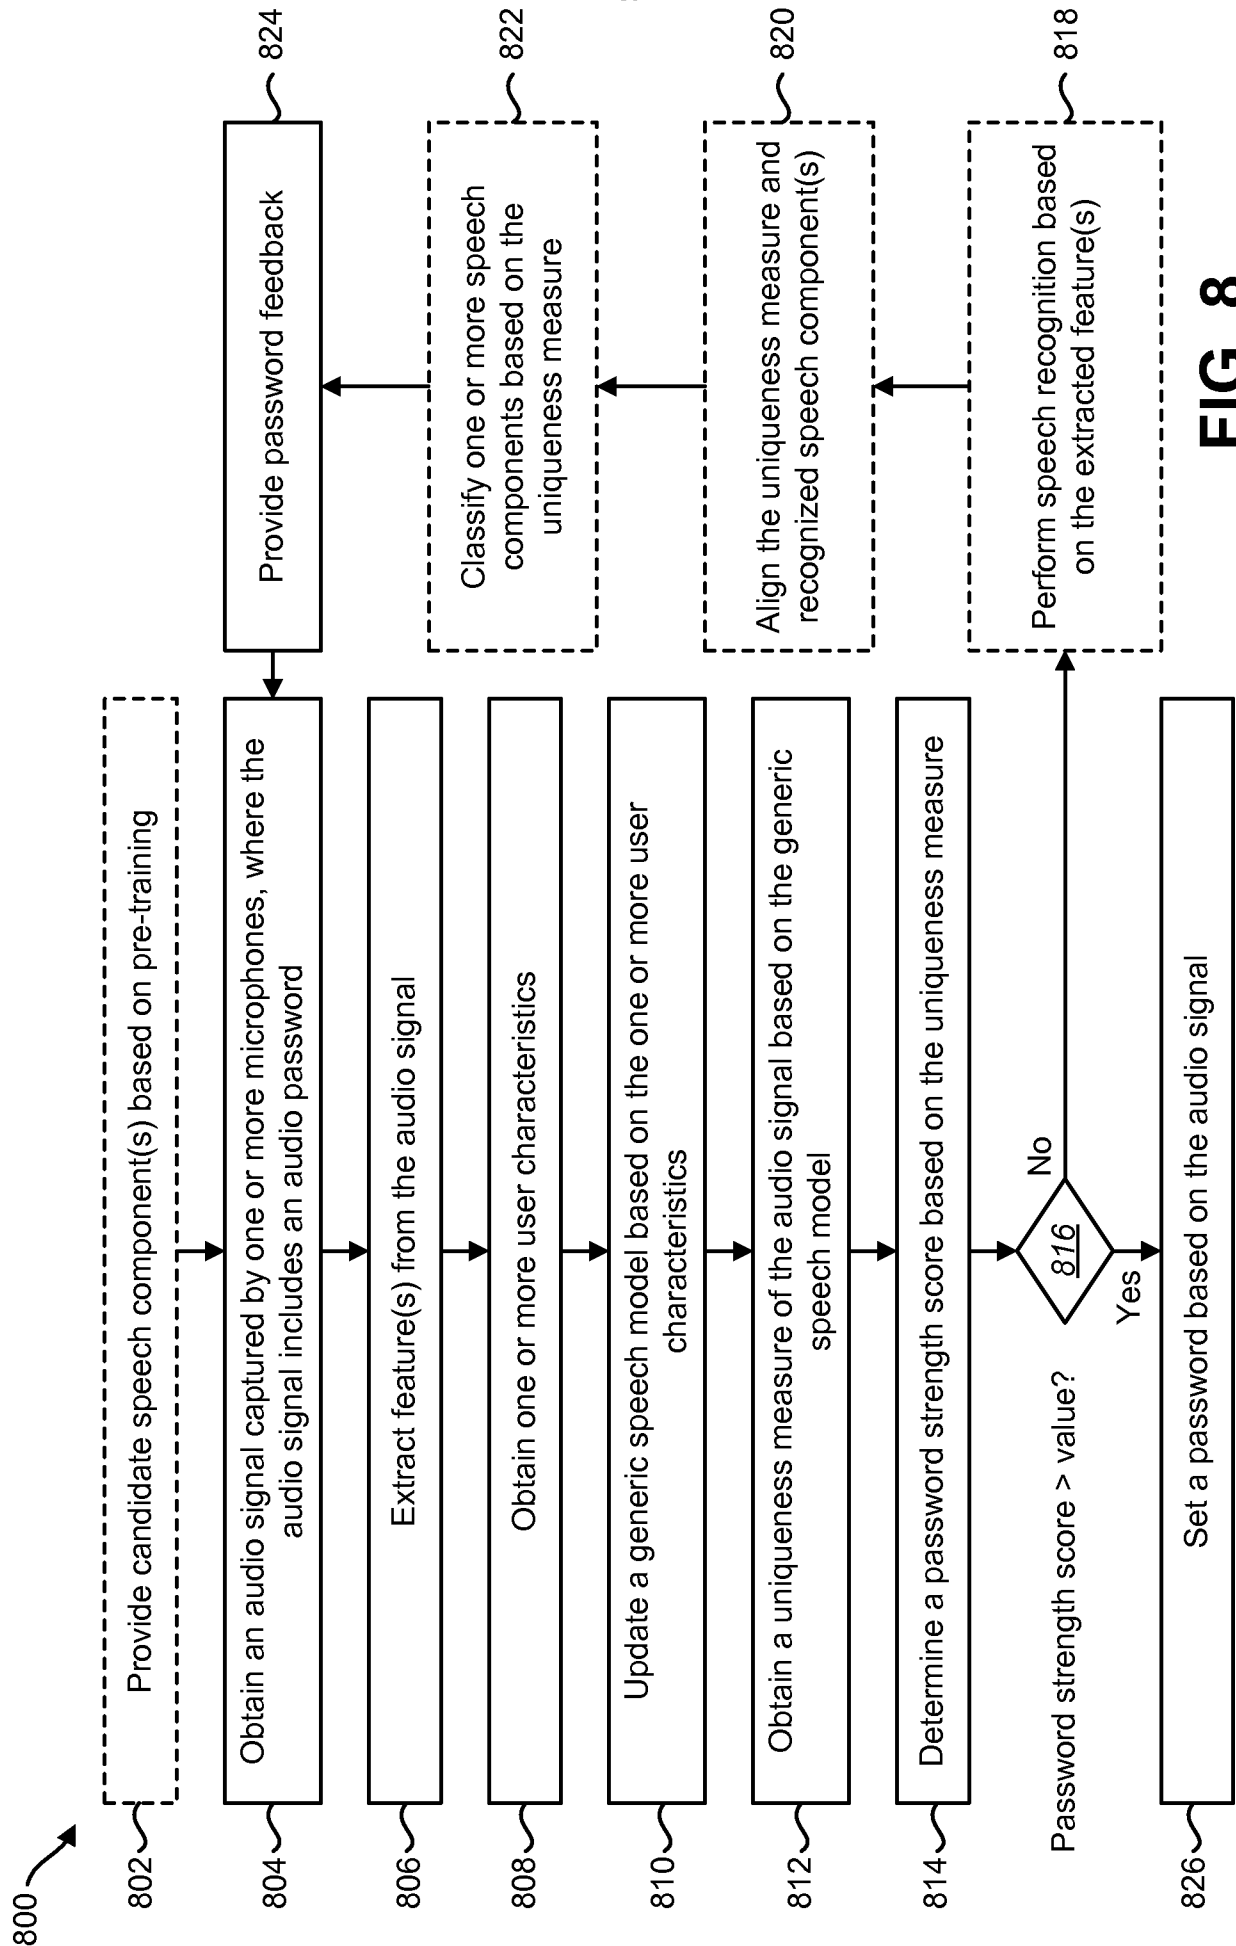 800
802
Provide candidate speech component(s) based on pre-training
804
Obtain an audio signal captured by one or more microphones, where the
audio signal includes an audio password
806
Extract feature(s) from the audio signal
808
Obtain one or more user characteristics
810
Update a generic speech model based on the one or more user
characteristics
812
Obtain a uniqueness measure of the audio signal based on the generic
speech model
814
Determine a password strength score based on the uniqueness measure
Password strength score > value?
816
No
Yes
826
Set a password based on the audio signal
Provide password feedback
824
Classify one or more speech
components based on the
uniqueness measure
822
Align the uniqueness measure and
recognized speech component(s)
820
Perform speech recognition based
on the extracted feature(s)
818
FIG. 8